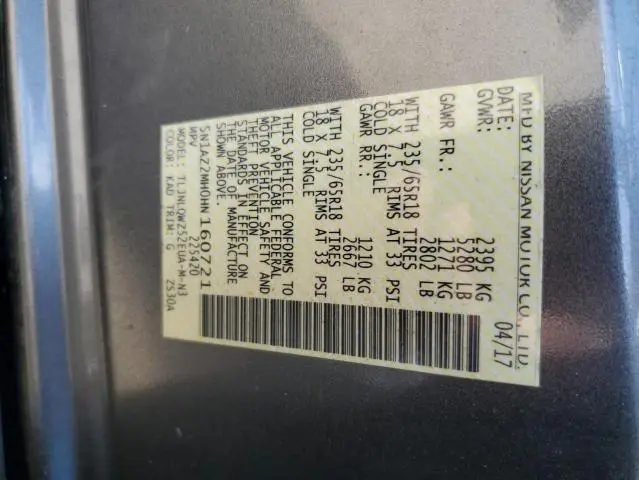 MFD BY NISSAN MOTOR CO., LTD.
DATE: 04/17
GVWR: 2395 KG
5280 LB
GAWR FR.: 1271 KG
2802 LB
WITH 235/65R18 TIRES
18 X 7.5 RIMS AT 33 PSI
COLD SINGLE
GAWR RR.: 1210 KG
2667 LB
WITH 235/65R18 TIRES
18 X 7.5 RIMS AT 33 PSI
COLD SINGLE
THIS VEHICLE CONFORMS TO
ALL APPLICABLE FEDERAL
MOTOR VEHICLE SAFETY AND
THEFT PREVENTION
STANDARDS IN EFFECT ON
THE DATE OF MANUFACTURE
SHOWN ABOVE.
5N1AZ2MH0HN160721
MPV 225420
MODEL: TLJNLQWZ52EUA-M-N3
COLOR: KAD TRIM: G 2530A